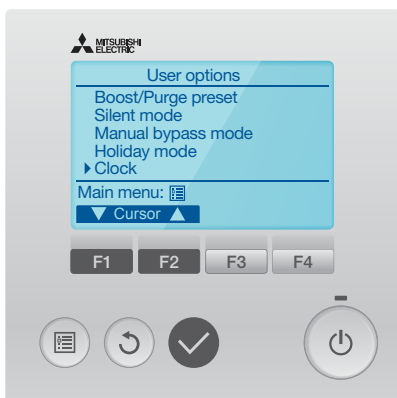 MITSUBISHI
ELECTRIC
User options
Boost/Purge preset
Silent mode
Manual bypass mode
Holiday mode
Clock
Main menu:
Cursor
F1 F2 F3 F4